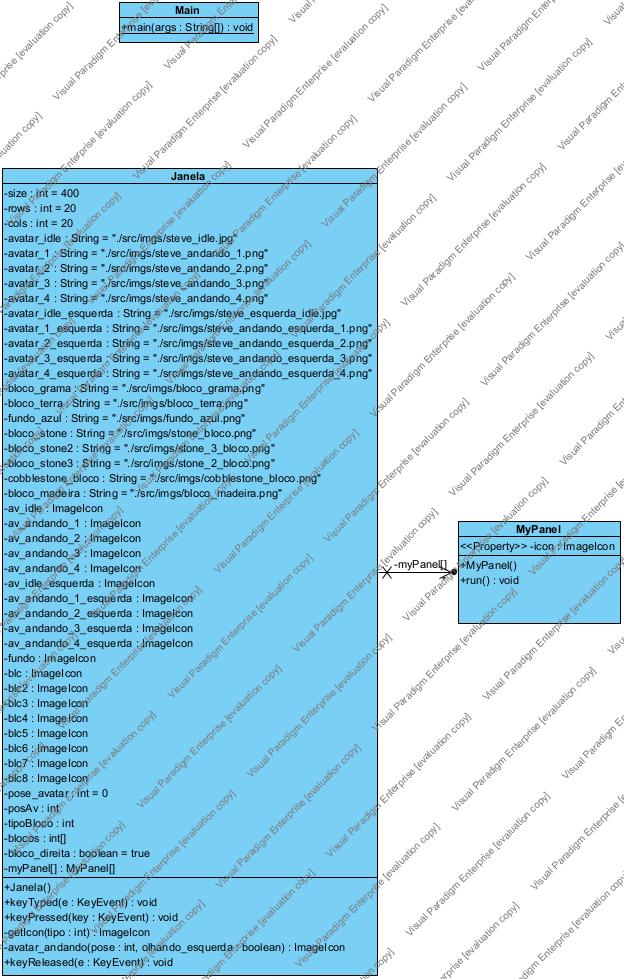 Main
+main(args : String[]) : void
Janela
-size : int = 400
-rows : int = 20
-cols : int = 20
-avatar_idle : String = "./src/imgs/steve_idle.jpg"
-avatar_1 : String = "./src/imgs/steve_andando_1.png"
-avatar_2 : String = "./src/imgs/steve_andando_2.png"
-avatar_3 : String = "./src/imgs/steve_andando_3.png"
-avatar_4 : String = "./src/imgs/steve_andando_4.png"
-avatar_idle_esquerda : String = "./src/imgs/steve_esquerda_idle.jpg"
-avatar_1_esquerda : String = "./src/imgs/steve_andando_esquerda_1.png"
-avatar_2_esquerda : String = "./src/imgs/steve_andando_esquerda_2.png"
-avatar_3_esquerda : String = "./src/imgs/steve_andando_esquerda_3.png"
-avatar_4_esquerda : String = "./src/imgs/steve_andando_esquerda_4.png"
-bloco_grama : String = "./src/imgs/bloco_grama.png"
-bloco_terra : String = "./src/imgs/bloco_terra.png"
-fundo_azul : String = "./src/imgs/fundo_azul.png"
-bloco_stone : String = "./src/imgs/stone_bloco.png"
-bloco_stone2 : String = "./src/imgs/stone_3_bloco.png"
-bloco_stone3 : String = "./src/imgs/stone_2_bloco.png"
-cobblestone_bloco : String = "./src/imgs/cobblestone_bloco.png"
-bloco_madeira : String = "./src/imgs/bloco_madeira.png"
-av_idle : ImageIcon
-av_andando_1 : ImageIcon
-av_andando_2 : ImageIcon
-av_andando_3 : ImageIcon
-av_andando_4 : ImageIcon
-av_idle_esquerda : ImageIcon
-av_andando_1_esquerda : ImageIcon
-av_andando_2_esquerda : ImageIcon
-av_andando_3_esquerda : ImageIcon
-av_andando_4_esquerda : ImageIcon
-fundo : ImageIcon
-blc : ImageIcon
-blc2 : ImageIcon
-blc3 : ImageIcon
-blc4 : ImageIcon
-blc5 : ImageIcon
-blc6 : ImageIcon
-blc7 : ImageIcon
-blc8 : ImageIcon
-pose_avatar : int = 0
-posAv : int
-tipoBloco : int
-blocos : int[]
-bloco_direita : boolean = true
-myPanel[] : MyPanel[]
+Janela()
+keyTyped(e : KeyEvent) : void
+keyPressed(key : KeyEvent) : void
-getIcon(tipo : int) : ImageIcon
-avatar_andando(pose : int, olhando_esquerda : boolean) : ImageIcon
+keyReleased(e : KeyEvent) : void
-myPanel[]
MyPanel
<<Property>> -icon : ImageIcon
+MyPanel()
+run() : void
Visual Paradigm Enterprise [evaluation copy]